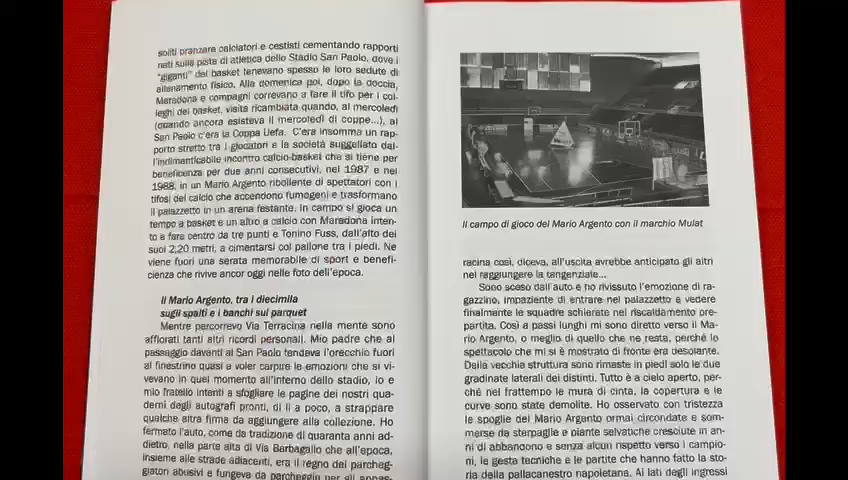 soliti pranzare calciatori e cestisti cementando rapporti
nati sulla pista di atletica dello Stadio San Paolo, dove i
“giganti” del basket tenevano spesso le loro sedute di
allenamento fisico. Alla domenica poi, dopo la doccia,
Maradona e compagni correvano a fare il tifo per i col-
leghi del basket, visita ricambiata quando, al mercoledì
(quando ancora esisteva il mercoledì di coppe...), al
San Paolo c'era la Coppa Uefa. C'era insomma un rap-
porto stretto tra i giocatori e la società suggellato dal-
l'indimanticabile incontro calcio-basket che si tiene per
beneficenza per due anni consecutivi, nel 1987 e nel
1988, in un Mario Argento ribollente di spettatori con i
tifosi del calcio che accendono fumogeni e trasformano
il palazzetto in un arena festante. In campo si gioca un
tempo a basket e un altro a calcio con Maradona inten-
to a fare centro da tre punti e Tonino Fuss, dall'alto dei
suoi 2,20 metri, a cimentarsi col pallone tra i piedi. Ne
viene fuori una serata memorabile di sport e benefi-
cienza che rivive ancor oggi nelle foto dell'epoca.
Il Mario Argento, tra i diecimila
sugli spalti e i banchi sul parquet
Mentre percorrevo Via Terracina nella mente sono
affiorati tanti altri ricordi personali. Mio padre che al
passaggio davanti al San Paolo tendeva l'orecchio fuori
al finestrino quasi a voler carpire le emozioni che si vi-
vevano in quel momento all'interno dello stadio, io e
mio fratello intenti a sfogliare le pagine dei nostri qua-
derni degli autografi pronti, di lì a poco, a strappare
qualche altra firma da aggiungere alla collezione. Ho
fermato l'auto, come da tradizione di quaranta anni ad-
dietro, nella parte alta di Via Barbagallo che all'epoca,
insieme alle strade adiacenti, era il regno dei parcheg-
giatori abusivi e fungeva da parcheggio per gli appas-
Il campo di gioco del Mario Argento con il marchio Mulat
racina così, diceva, all'uscita avrebbe anticipato gli altri
nel raggiungere la tangenziale...
Sono sceso dall'auto e ho rivissuto l'emozione di ra-
gazzino, impaziente di entrare nel palazzetto e vedere
finalmente le squadre schierate nel riscaldamento pre-
partita. Così a passi lunghi mi sono diretto verso il Ma-
rio Argento, o meglio di quello che ne resta, perché lo
spettacolo che mi si è mostrato di fronte era desolante.
Della vecchia struttura sono rimaste in piedi solo le due
gradinate laterali dei distinti. Tutto è a cielo aperto, per-
ché nel frattempo le mura di cinta, la copertura e le
curve sono state demolite. Ho osservato con tristezza
le spoglie del Mario Argento ormai circondate e som-
merse da sterpaglie e piante selvatiche cresciute in an-
ni di abbandono e senza alcun rispetto verso i campio-
ni, le gesta tecniche e le partite che hanno fatto la sto-
ria della pallacanestro napoletana. Ai lati degli ingressi